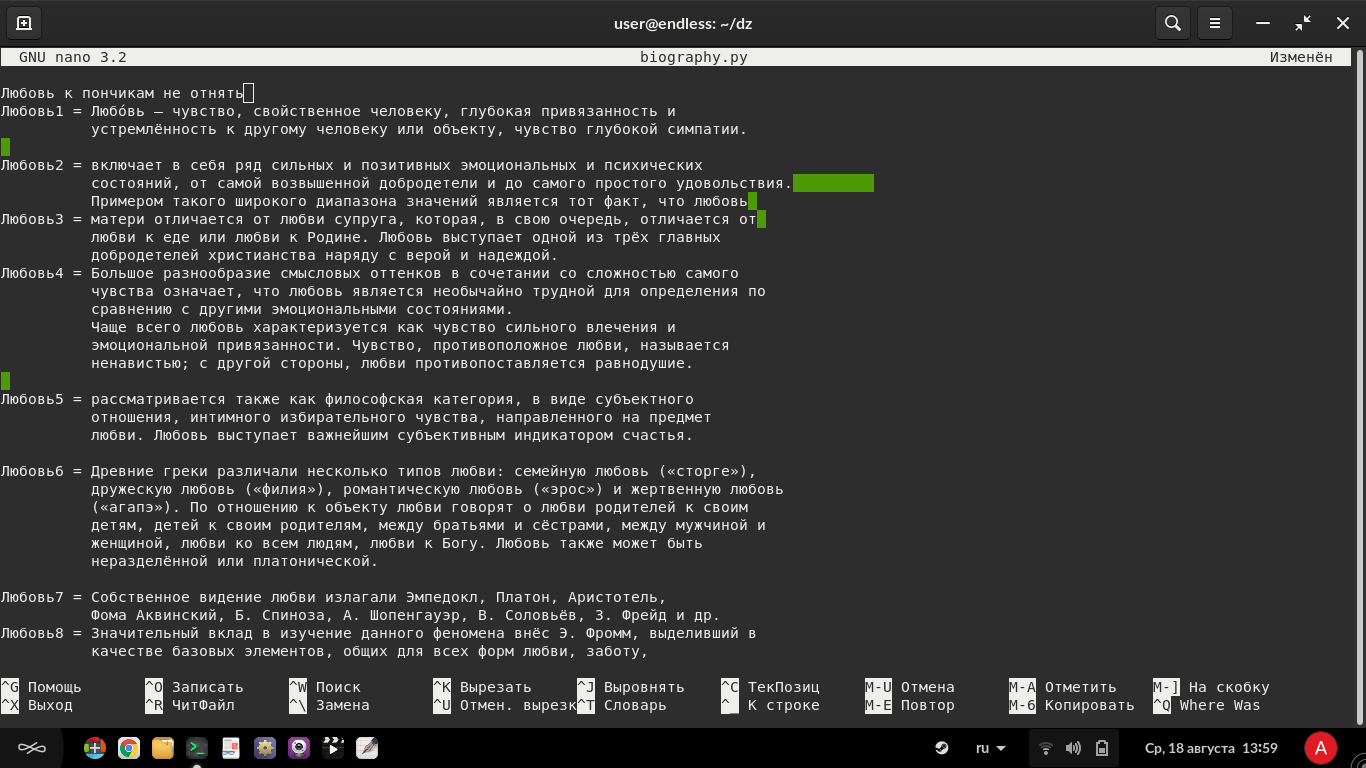 user@endless: ~/dz
GNU nano 3.2 biography.py Изменён
Любовь к пончикам не отнять
Любовь1 = Любо́вь — чувство, свойственное человеку, глубокая привязанность и
устремлённость к другому человеку или объекту, чувство глубокой симпатии.
Любовь2 = включает в себя ряд сильных и позитивных эмоциональных и психических
состояний, от самой возвышенной добродетели и до самого простого удовольствия.
Примером такого широкого диапазона значений является тот факт, что любовь
Любовь3 = матери отличается от любви супруга, которая, в свою очередь, отличается от
любви к еде или любви к Родине. Любовь выступает одной из трёх главных
добродетелей христианства наряду с верой и надеждой.
Любовь4 = Большое разнообразие смысловых оттенков в сочетании со сложностью самого
чувства означает, что любовь является необычайно трудной для определения по
сравнению с другими эмоциональными состояниями.
Чаще всего любовь характеризуется как чувство сильного влечения и
эмоциональной привязанности. Чувство, противоположное любви, называется
ненавистью; с другой стороны, любви противопоставляется равнодушие.
Любовь5 = рассматривается также как философская категория, в виде субъектного
отношения, интимного избирательного чувства, направленного на предмет
любви. Любовь выступает важнейшим субъективным индикатором счастья.
Любовь6 = Древние греки различали несколько типов любви: семейную любовь («сторге»),
дружескую любовь («филия»), романтическую любовь («эрос») и жертвенную любовь
(«агапэ»). По отношению к объекту любви говорят о любви родителей к своим
детям, детей к своим родителям, между братьями и сёстрами, между мужчиной и
женщиной, любви ко всем людям, любви к Богу. Любовь также может быть
неразделённой или платонической.
Любовь7 = Собственное видение любви излагали Эмпедокл, Платон, Аристотель,
Фома Аквинский, Б. Спиноза, А. Шопенгауэр, В. Соловьёв, З. Фрейд и др.
Любовь8 = Значительный вклад в изучение данного феномена внёс Э. Фромм, выделивший в
качестве базовых элементов, общих для всех форм любви, заботу,
^G Помощь ^O Записать ^W Поиск ^K Вырезать ^J Выровнять ^C ТекПозиц M-U Отмена M-A Отметить M-] На скобку
^X Выход ^R ЧитФайл ^\ Замена ^U Отмен. вырезк ^T Словарь ^_ К строке M-E Повтор M-6 Копировать ^Q Where Was
ru Ср, 18 августа 13:59 A